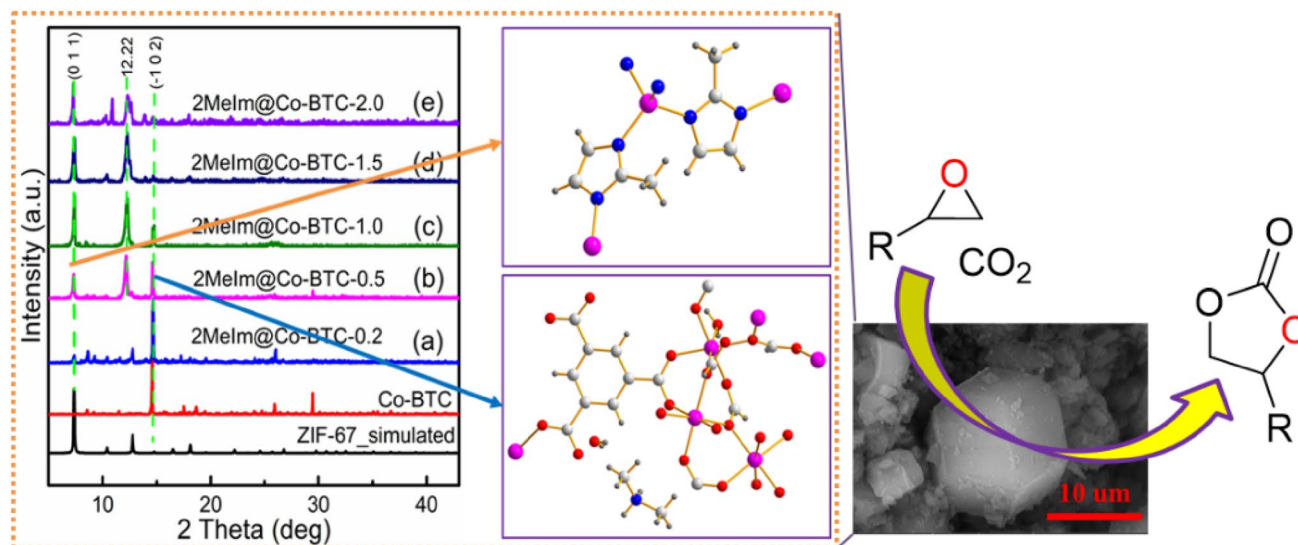 (0 1 1)
12.22
(-1 0 2)
2MeIm@Co-BTC-2.0 (e)
2MeIm@Co-BTC-1.5 (d)
2MeIm@Co-BTC-1.0 (c)
2MeIm@Co-BTC-0.5 (b)
2MeIm@Co-BTC-0.2 (a)
Co-BTC
ZIF-67_simulated
Intensity (a.u.)
10 20 30 40
2 Theta (deg)
O
R
CO2
10 um
O
O
O
R